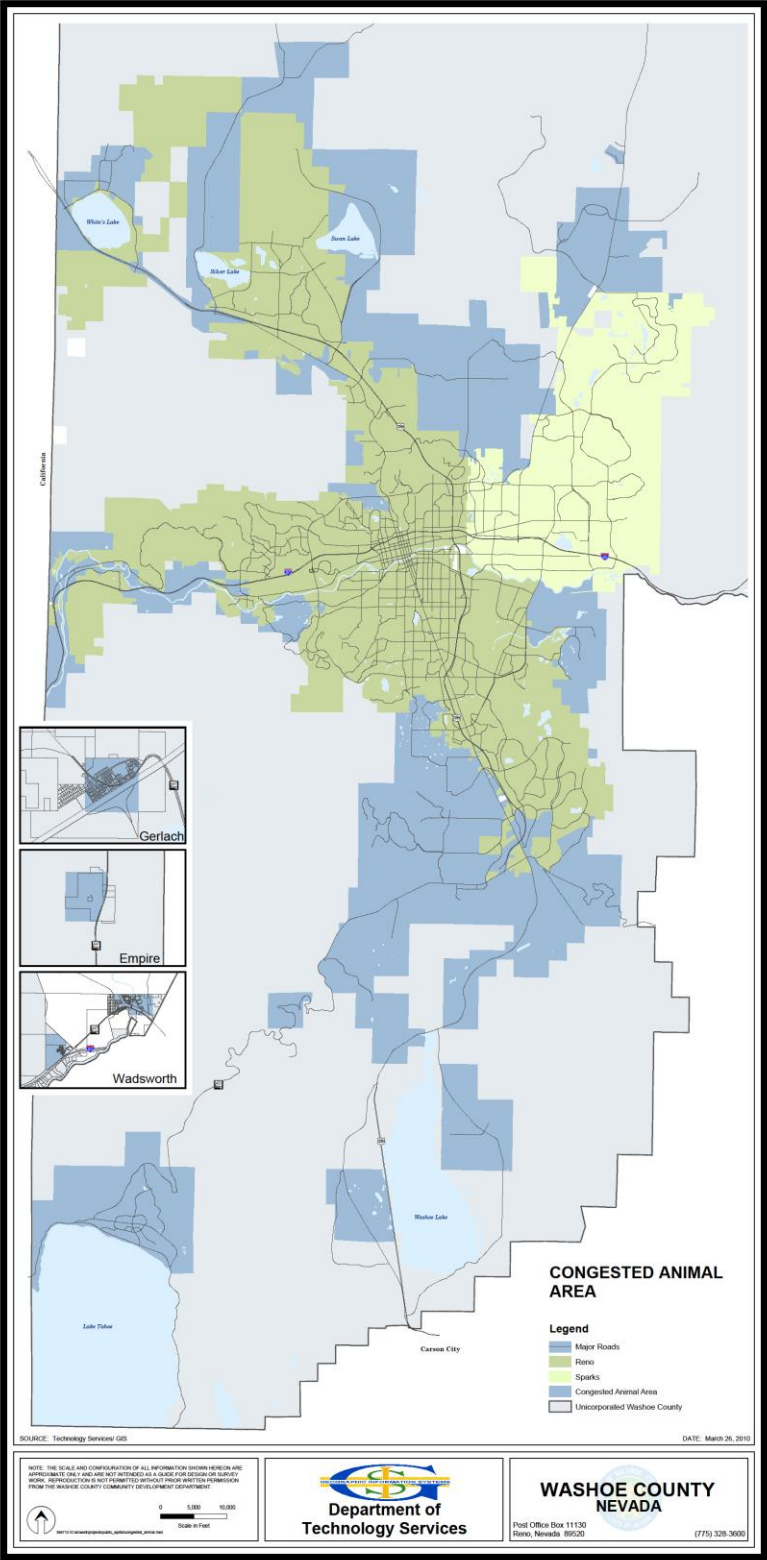 White's Lake
Swan Lake
Silver Lake
California
Gerlach
Empire
Wadsworth
Washoe Lake
Lake Tahoe
Carson City
CONGESTED ANIMAL
AREA
Legend
Major Roads
Reno
Sparks
Congested Animal Area
Unicorporated Washoe County
SOURCE: Technology Services/ GIS
DATE: March 26, 2010
NOTE: THE SCALE AND CONFIGURATION OF ALL INFORMATION SHOWN HEREON ARE
APPROXIMATE ONLY AND ARE NOT INTENDED AS A GUIDE FOR DESIGN OR SURVEY
WORK. REPRODUCTION IS NOT PERMITTED WITHOUT PRIOR WRITTEN PERMISSION
FROM THE WASHOE COUNTY COMMUNITY DEVELOPMENT DEPARTMENT.
0 5,000 10,000
Scale in Feet
GEOGRAPHIC INFORMATION SYSTEMS
Department of
Technology Services
WASHOE COUNTY
NEVADA
Post Office Box 11130
Reno, Nevada 89520
(775) 328-3600